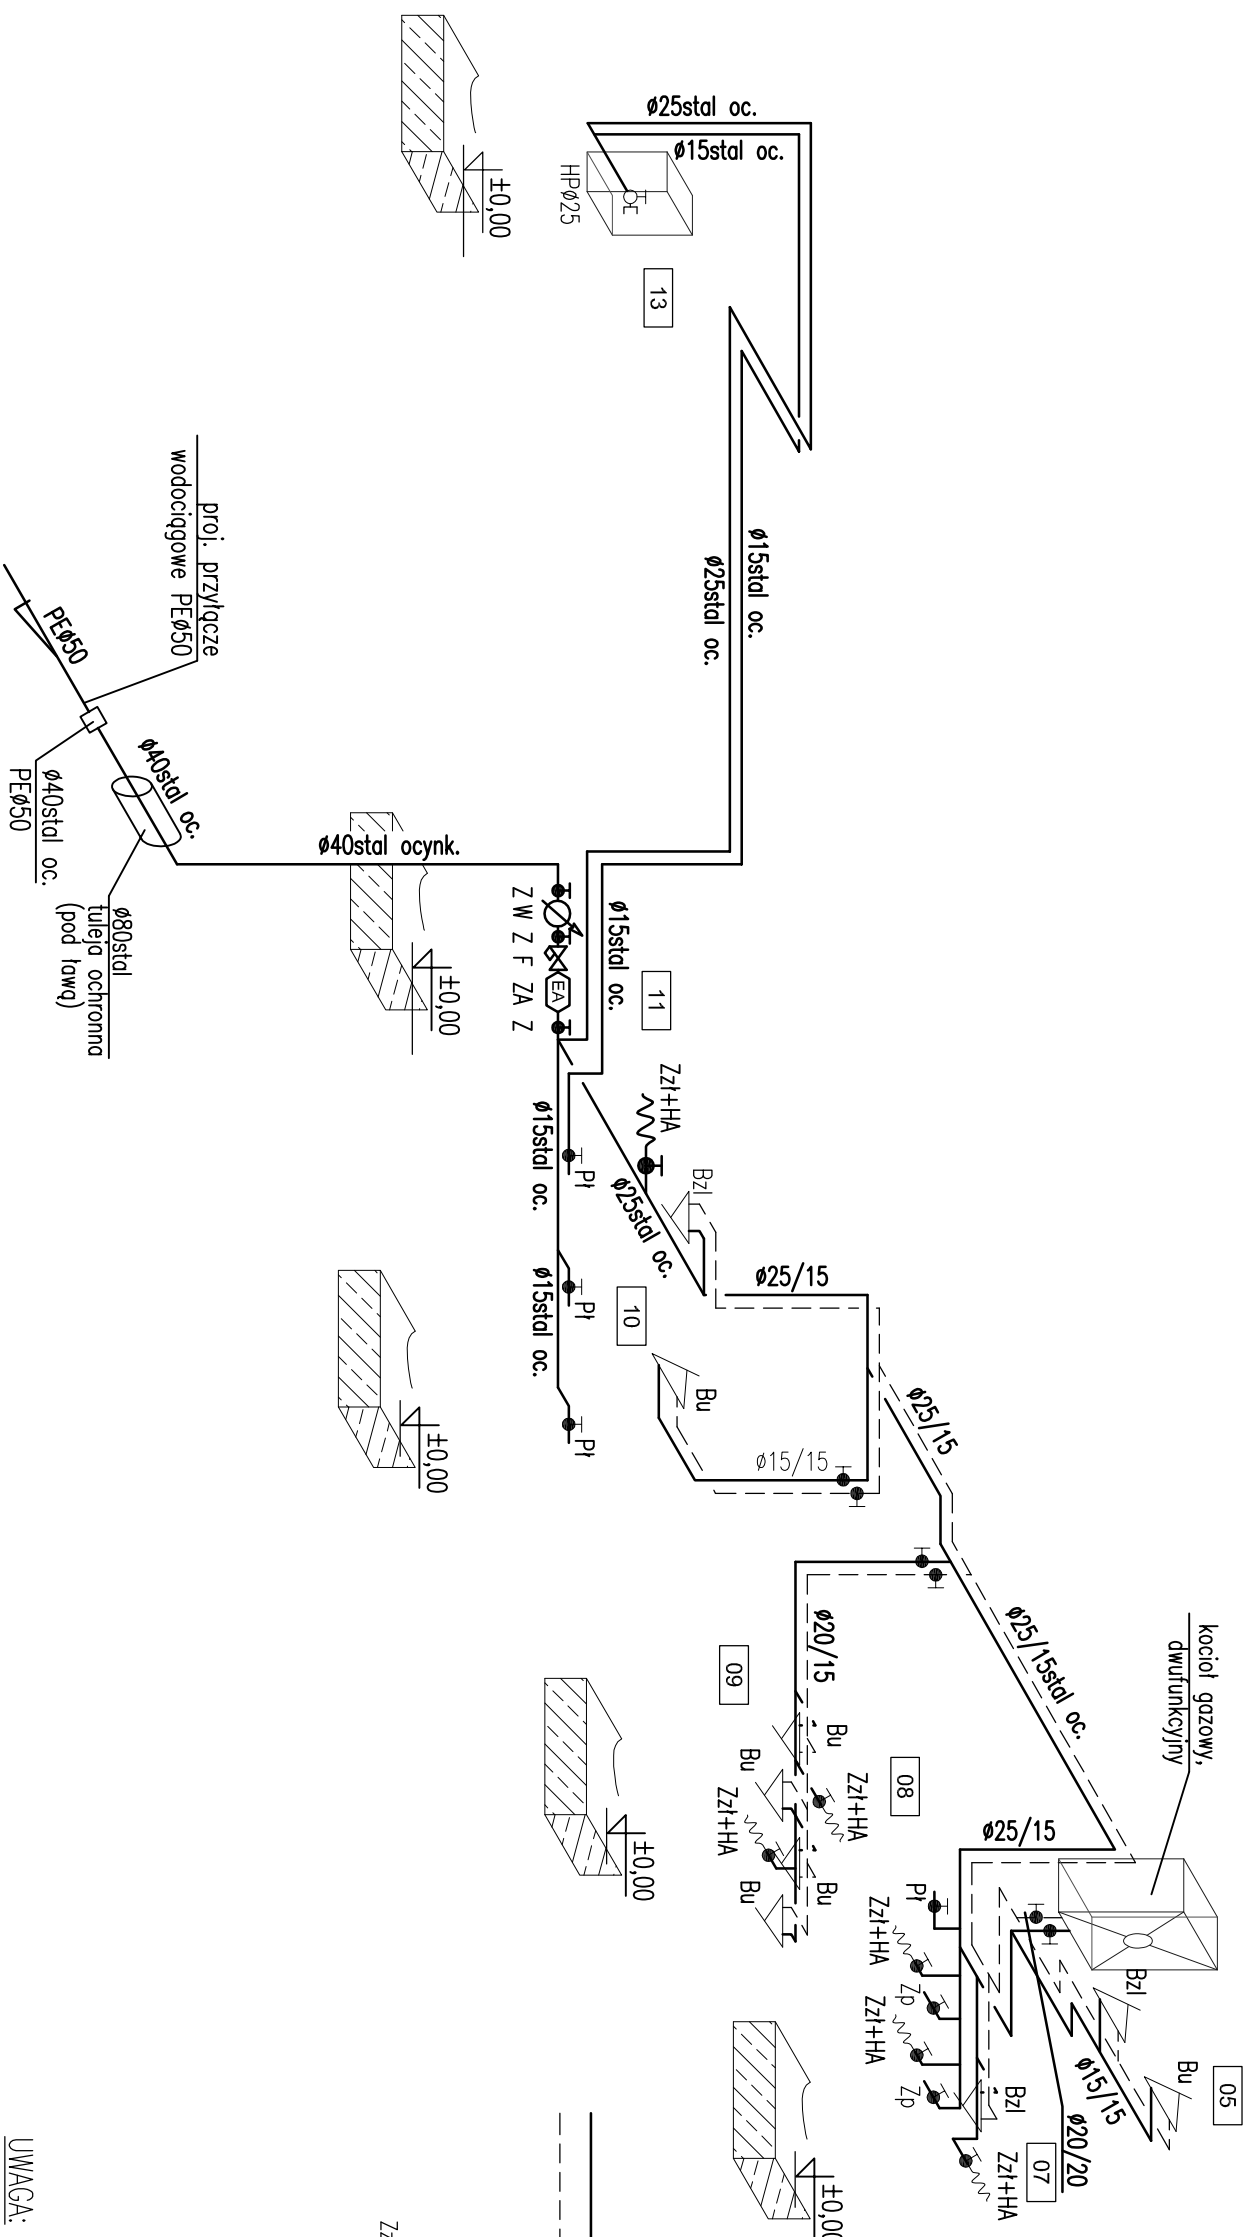 ø25stal oc.
ø15stal oc.
HPø25
±0,00
13
ø15stal oc.
ø25stal oc.
proj. przyłącze
wodociągowe PEø50
PEø50
ø40stal oc.
PEø50
ø40stal oc.
ø80stal
tuleja ochronna
(pod ławą)
ø40stal ocynk.
±0,00
Z W Z F ZA Z
EA
ø15stal oc.
11
Zzł+HA
Bzl
ø25stal oc.
ø15stal oc.
Pł
Pł
ø15stal oc.
Pł
10
Bu
ø25/15
ø15/15
ø25/15
±0,00
ø25/15stal oc.
ø20/15
09
Bu
Bu
Zzł+HA
Zzł+HA
Bu
Bu
08
±0,00
kocioł gazowy,
dwufunkcyjny
ø25/15
Pł
Zzł+HA
Zp
Zzł+HA
Zp
Bzl
Zzł+HA
07
ø20/20
ø15/15
Bzl
Bu
05
±0,00
UWAGA: